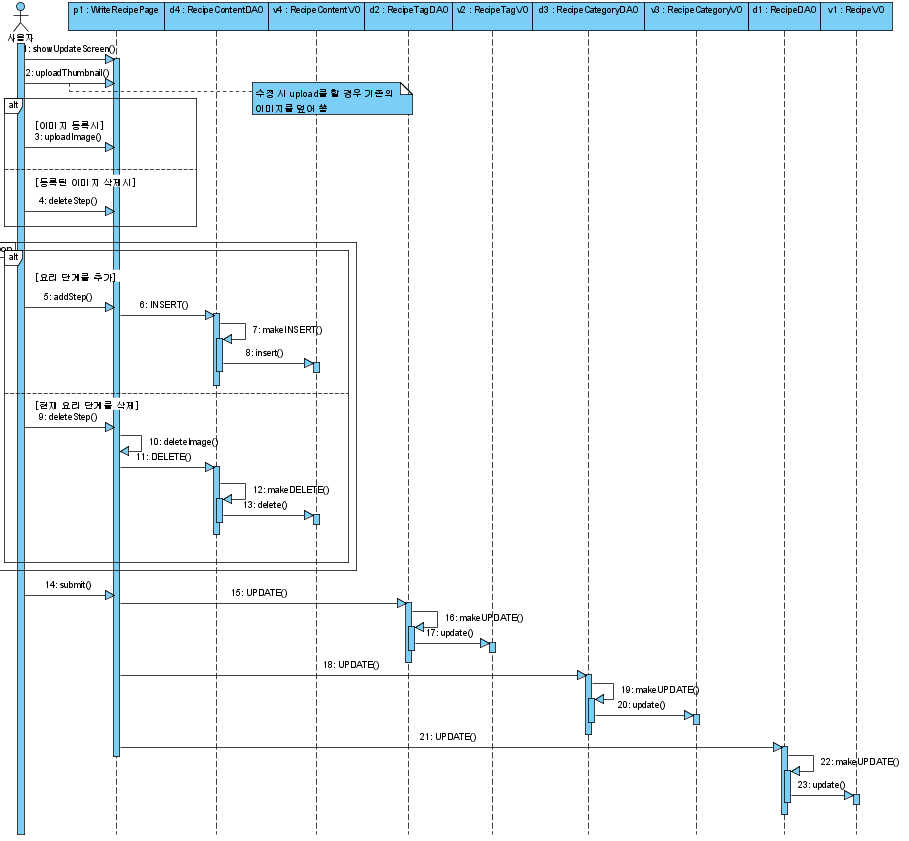 p1 : WriteRecipePage
d4 : RecipeContentDAO
v4 : RecipeContentVO
d2 : RecipeTagDAO
v2 : RecipeTagVO
d3 : RecipeCategoryDAO
v3 : RecipeCategoryVO
d1 : RecipeDAO
v1 : RecipeVO
사용자
1: showUpdateScreen()
2: uploadThumbnail()
수정 시 upload를 할 경우 기존의
이미지를 덮어 씀
alt
[이미지 등록시]
3: uploadImage()
[등록된 이미지 삭제시]
4: deleteStep()
alt
[요리 단계를 추가]
5: addStep()
6: INSERT()
7: makeINSERT()
8: insert()
[현재 요리 단계를 삭제]
9: deleteStep()
10: deleteImage()
11: DELETE()
12: makeDELETE()
13: delete()
14: submit()
15: UPDATE()
16: makeUPDATE()
17: update()
18: UPDATE()
19: makeUPDATE()
20: update()
21: UPDATE()
22: makeUPDATE()
23: update()